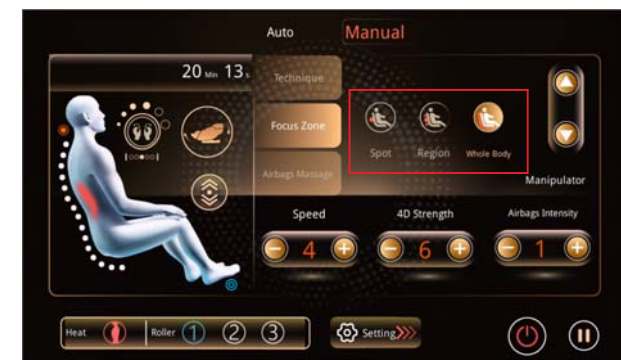 Auto Manual
20 Min 13 s
Technique
Focus Zone
Airbags Massage
Spot Region Whole Body
Manipulator
Speed 4D Strength Airbags Intensity
4 6 1
Heat Roller 1 2 3 Setting